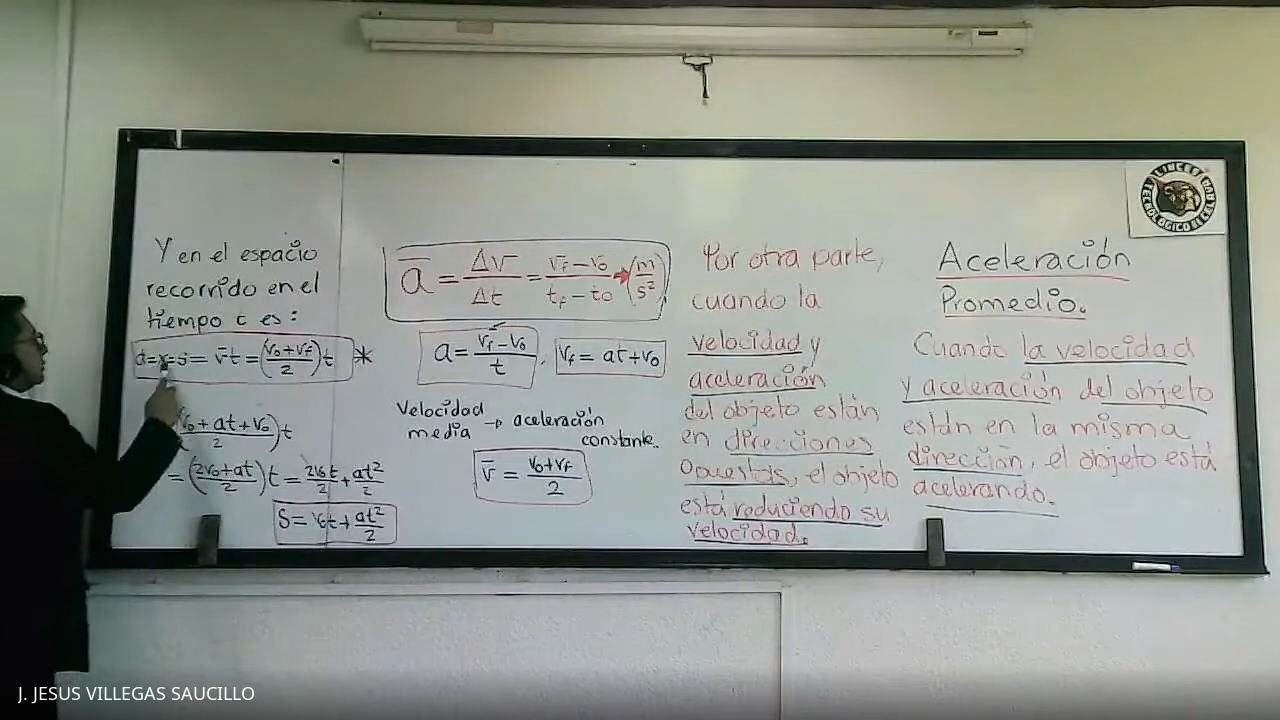 Y en el espacio
recorrido en el
tiempo t es:
d=x=s= v̄t = (v₀+v_f / 2)t *
(v₀ + at + v₀ / 2)t
= (2v₀+at / 2)t = 2v₀t / 2 + at² / 2
S = v₀t + at² / 2
ā = Δv / Δt = v_f − v₀ / t_f − t₀ → (m / s²)
a = v_f − v₀ / t , v_f = at + v₀
Velocidad media → aceleración constante.
v̄ = v₀+v_f / 2
Por otra parte,
cuando la
velocidad y
aceleración
del objeto están
en direcciones
opuestas, el objeto
está reduciendo su
velocidad.
Aceleración
Promedio.
Cuando la velocidad
y aceleración del objeto
están en la misma
dirección, el objeto está
acelerando.
LINCES
TECNOLOGICO
J. JESUS VILLEGAS SAUCILLO